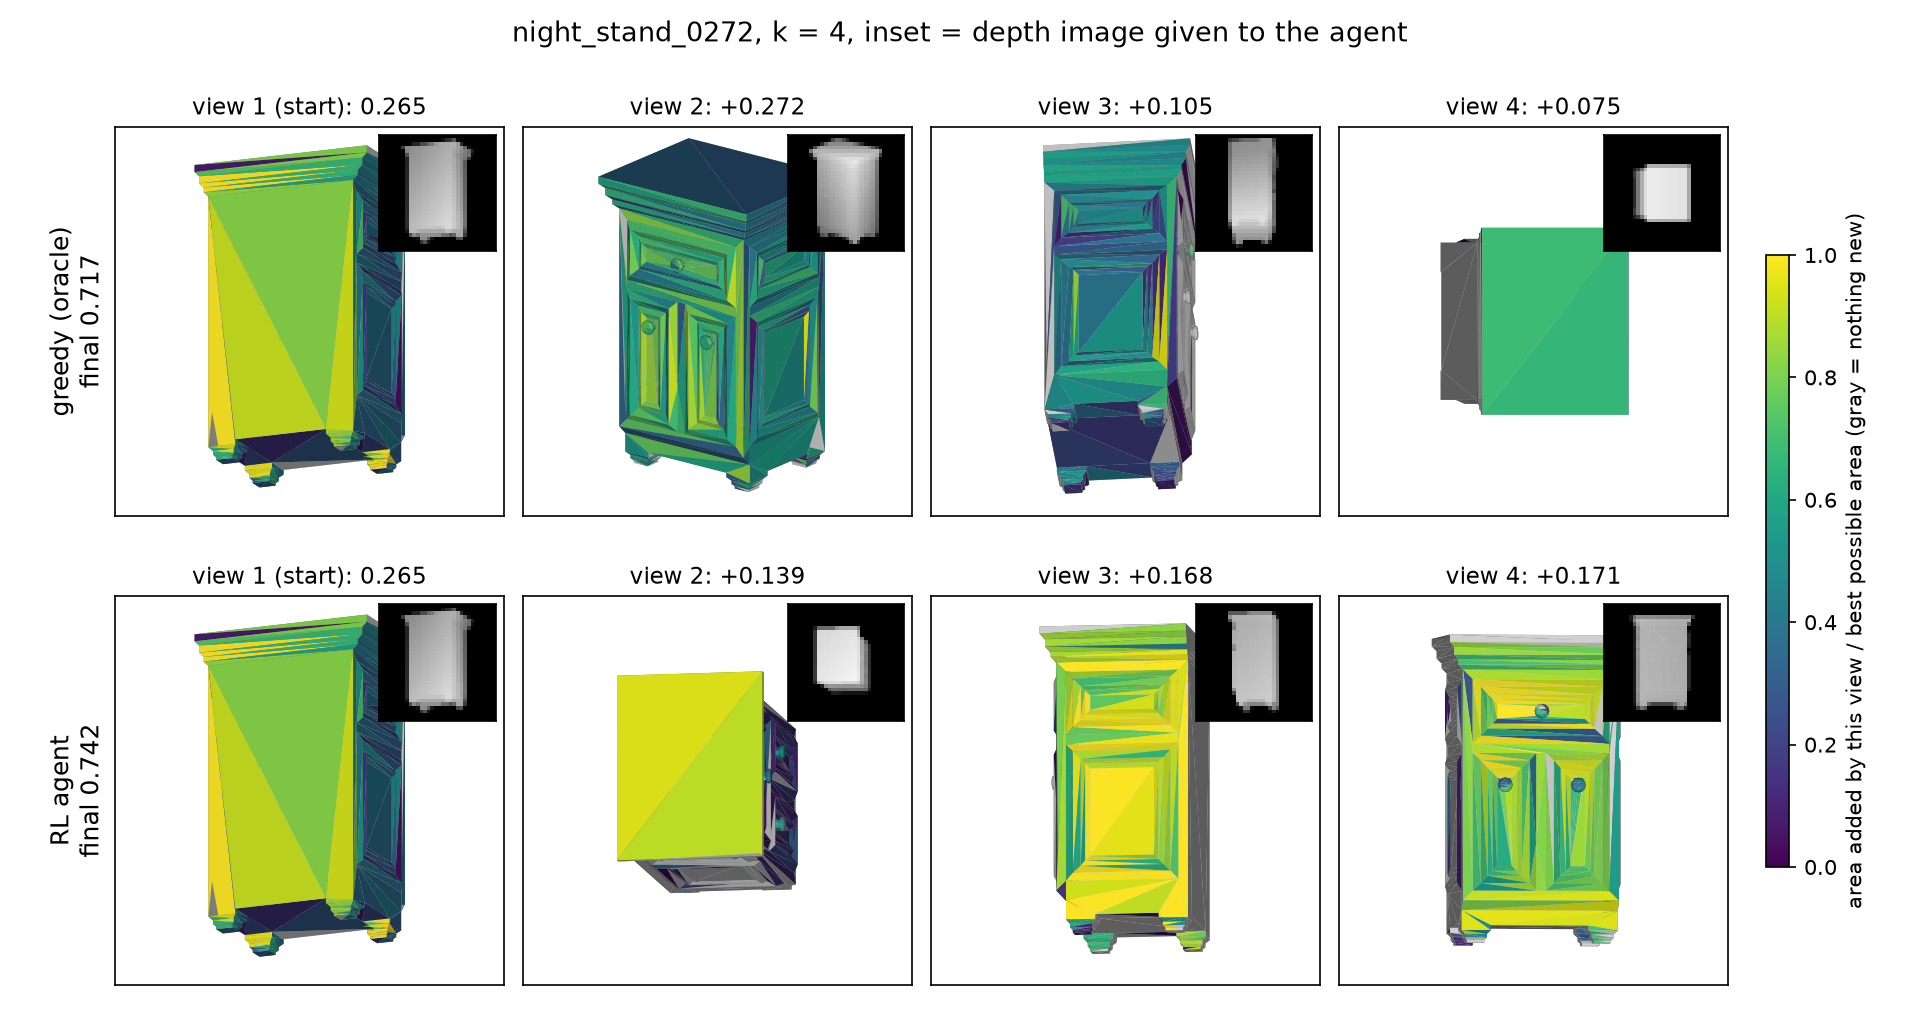 night_stand_0272, k = 4, inset = depth image given to the agent
greedy (oracle)
final 0.717
view 1 (start): 0.265
view 2: +0.272
view 3: +0.105
view 4: +0.075
RL agent
final 0.742
view 1 (start): 0.265
view 2: +0.139
view 3: +0.168
view 4: +0.171
1.0
0.8
0.6
0.4
0.2
0.0
area added by this view / best possible area (gray = nothing new)